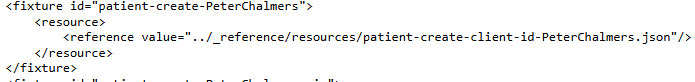 <fixture id="patient-create-PeterChalmers">
<resource>
<reference value="../_reference/resources/patient-create-client-id-PeterChalmers.json"/>
</resource>
</fixture>